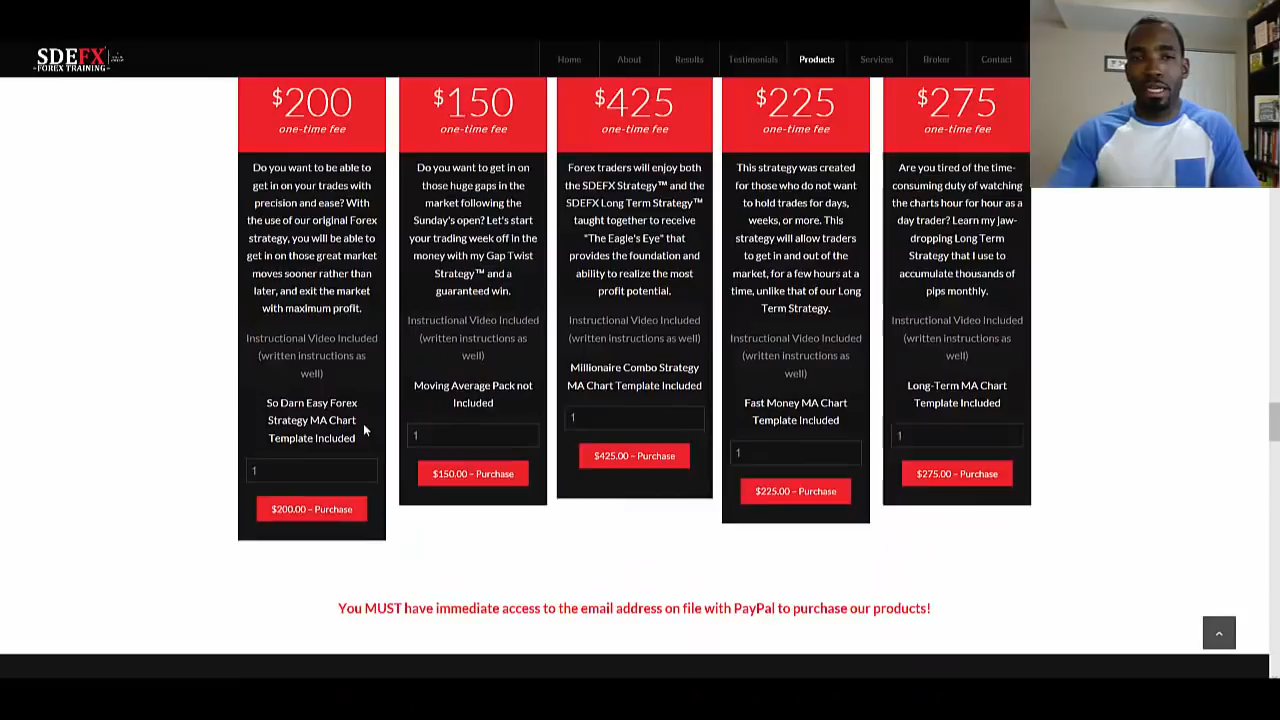 SDEFX
-FOREX TRAINING-
Home
About
Results
Testimonials
Products
Services
Broker
Contact
$200
one-time fee
Do you want to be able to
get in on your trades with
precision and ease? With
the use of our original Forex
strategy, you will be able to
get in on those great market
moves sooner rather than
later, and exit the market
with maximum profit.
Instructional Video Included
(written instructions as
well)
So Darn Easy Forex
Strategy MA Chart
Template Included
1
$200.00 – Purchase
$150
one-time fee
Do you want to get in on
those huge gaps in the
market following the
Sunday's open? Let's start
your trading week off in the
money with my Gap Twist
Strategy™ and a
guaranteed win.
Instructional Video Included
(written instructions as
well)
Moving Average Pack not
Included
1
$150.00 – Purchase
$425
one-time fee
Forex traders will enjoy both
the SDEFX Strategy™ and the
SDEFX Long Term Strategy™
taught together to receive
"The Eagle's Eye" that
provides the foundation and
ability to realize the most
profit potential.
Instructional Video Included
(written instructions as well)
Millionaire Combo Strategy
MA Chart Template Included
1
$425.00 – Purchase
$225
one-time fee
This strategy was created
for those who do not want
to hold trades for days,
weeks, or more. This
strategy will allow traders
to get in and out of the
market, for a few hours at a
time, unlike that of our Long
Term Strategy.
Instructional Video Included
(written instructions as
well)
Fast Money MA Chart
Template Included
1
$225.00 – Purchase
$275
one-time fee
Are you tired of the time-
consuming duty of watching
the charts hour for hour as a
day trader? Learn my jaw-
dropping Long Term
Strategy that I use to
accumulate thousands of
pips monthly.
Instructional Video Included
(written instructions as
well)
Long-Term MA Chart
Template Included
1
$275.00 – Purchase
You MUST have immediate access to the email address on file with PayPal to purchase our products!